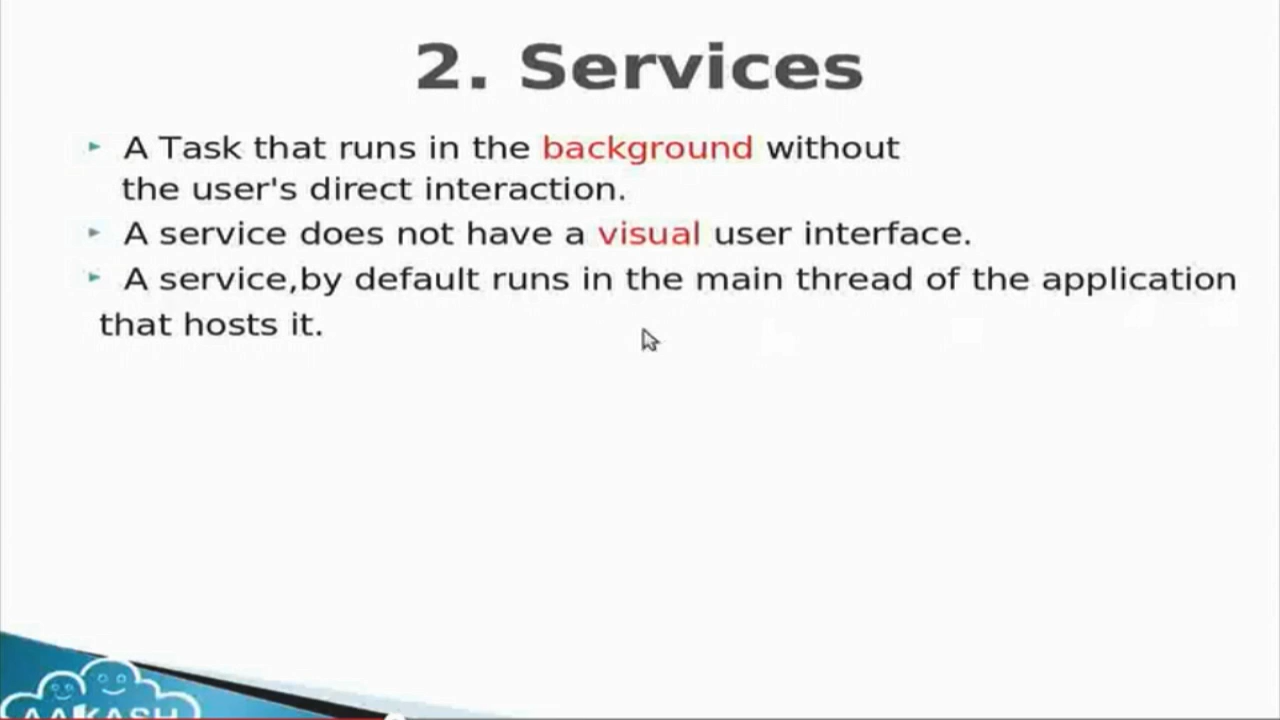 2. Services
A Task that runs in the background without
the user's direct interaction.
A service does not have a visual user interface.
A service,by default runs in the main thread of the application
that hosts it.
AAKASH